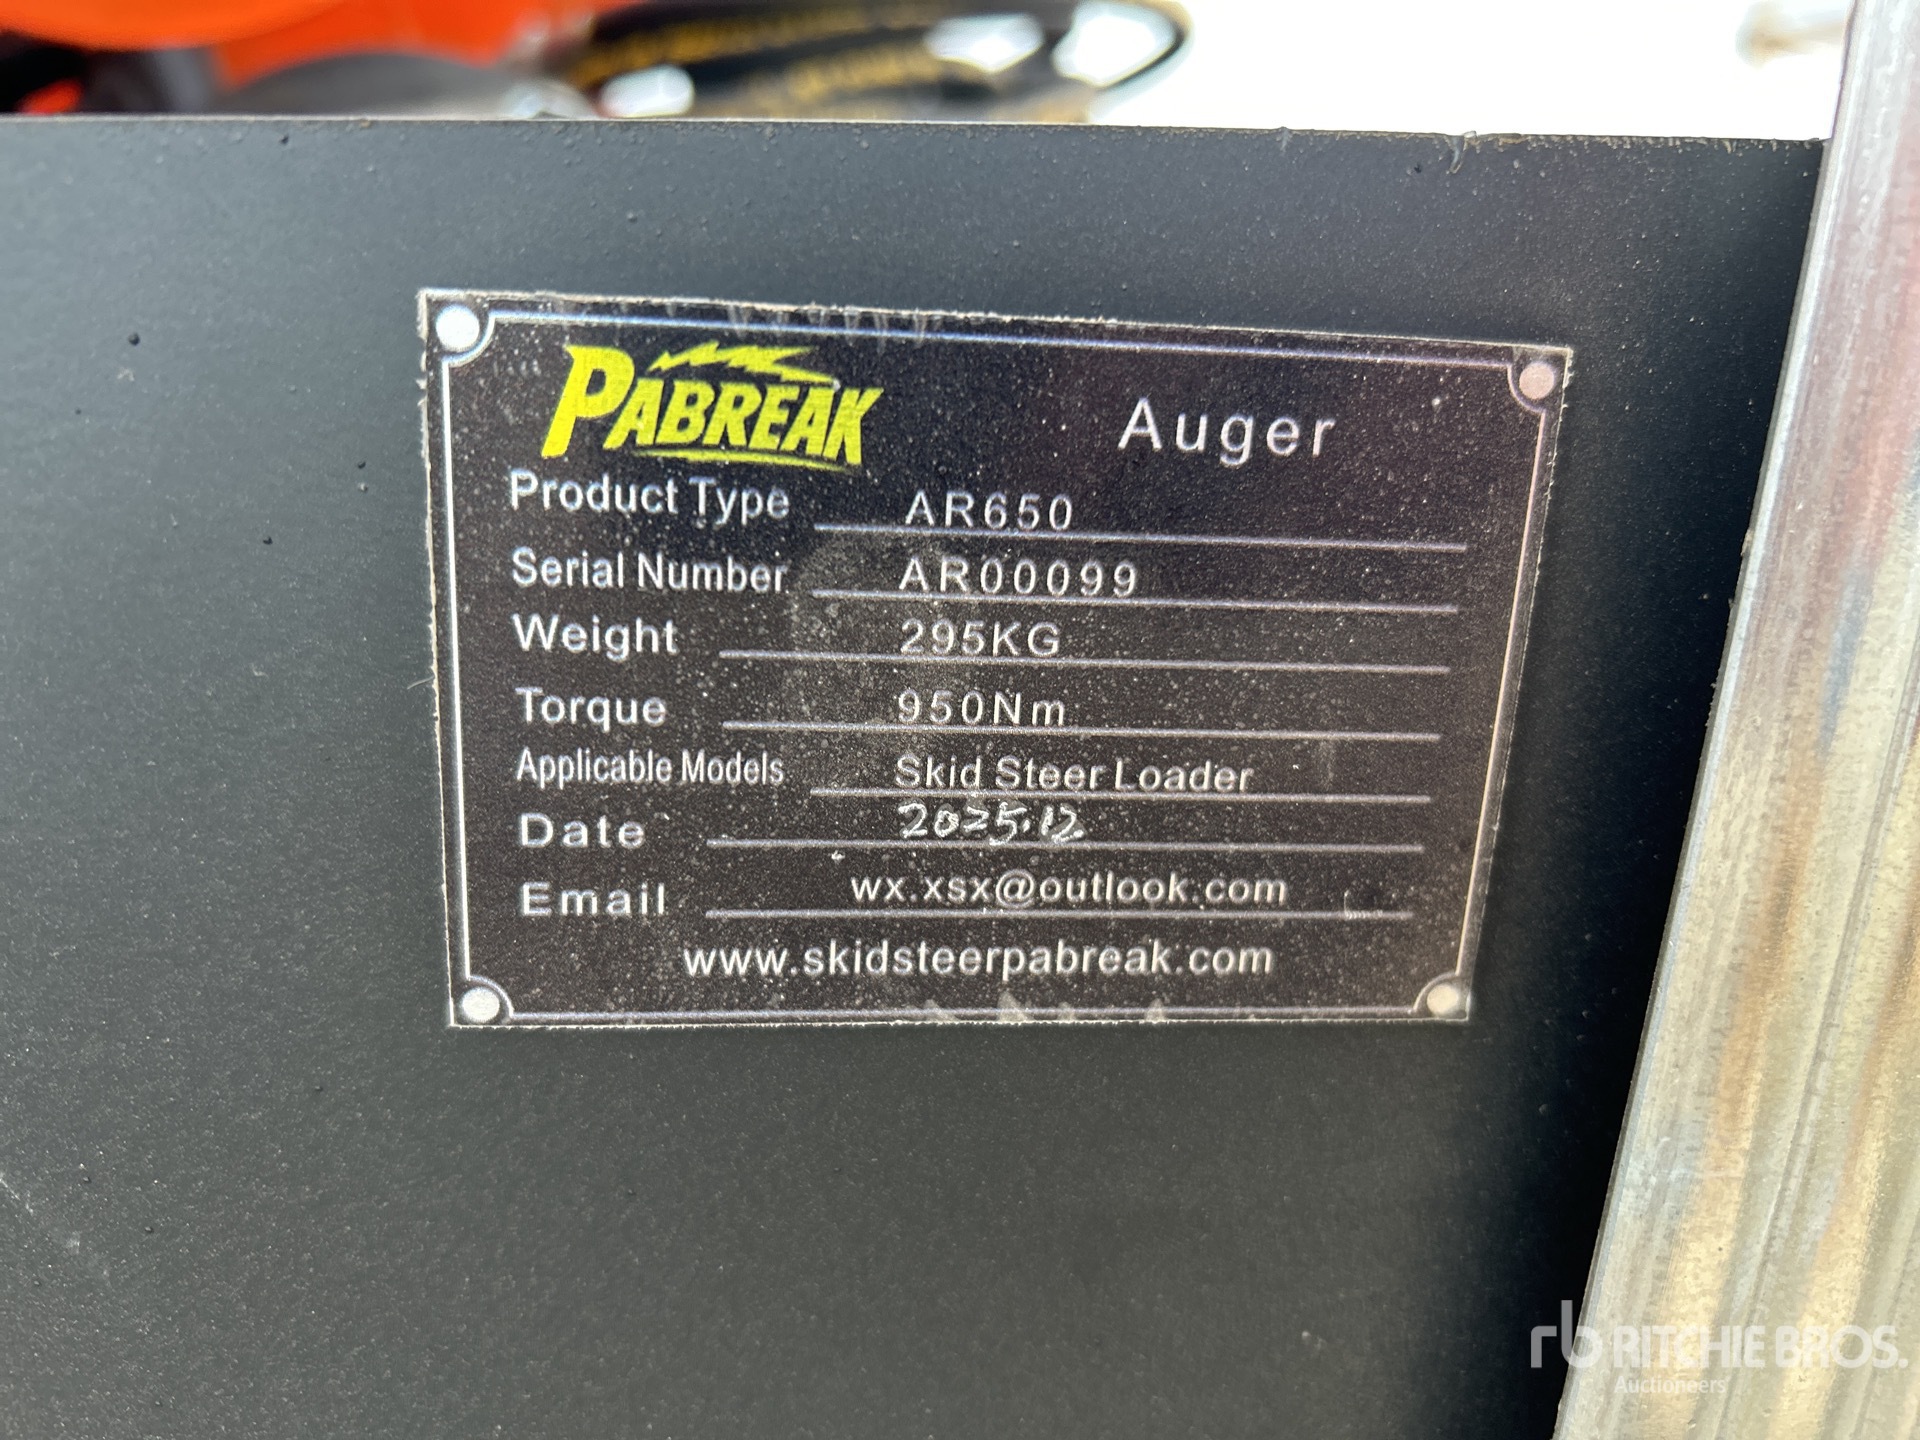 PABREAK Auger
Product Type AR650
Serial Number AR00099
Weight 295KG
Torque 950Nm
Applicable Models Skid Steer Loader
Date 2025.12
Email wx.xsx@outlook.com
www.skidsteerpabreak.com
rb RITCHIE BROS.
Auctioneers